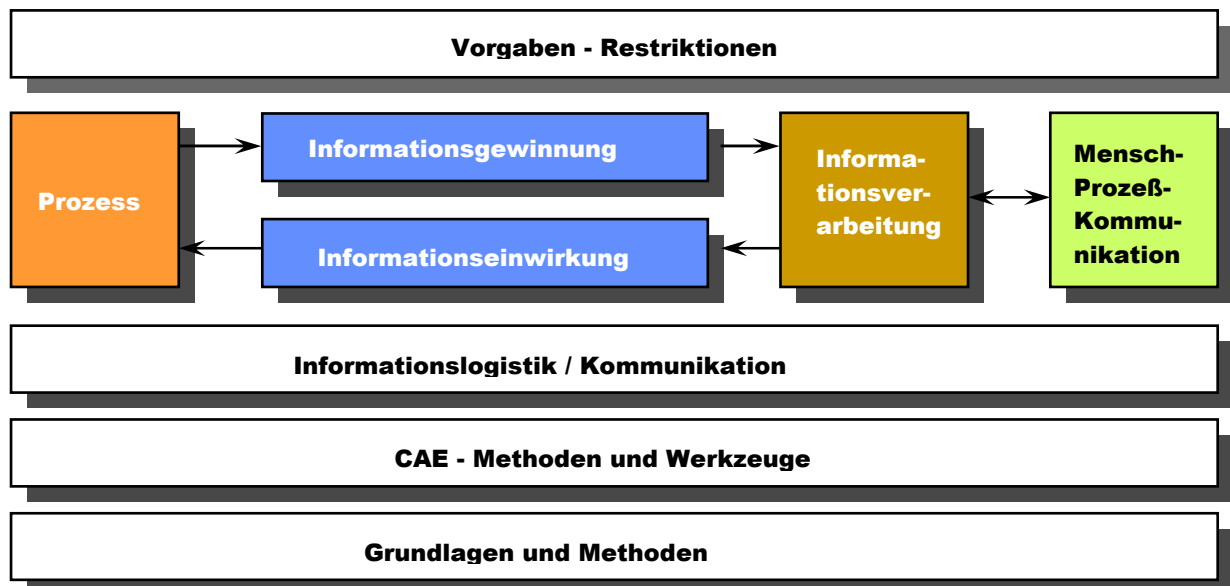 Vorgaben - Restriktionen
Prozess
Informationsgewinnung
Informationseinwirkung
Informa-
tionsver-
arbeitung
Mensch-
Prozeß-
Kommu-
nikation
Informationslogistik / Kommunikation
CAE - Methoden und Werkzeuge
Grundlagen und Methoden